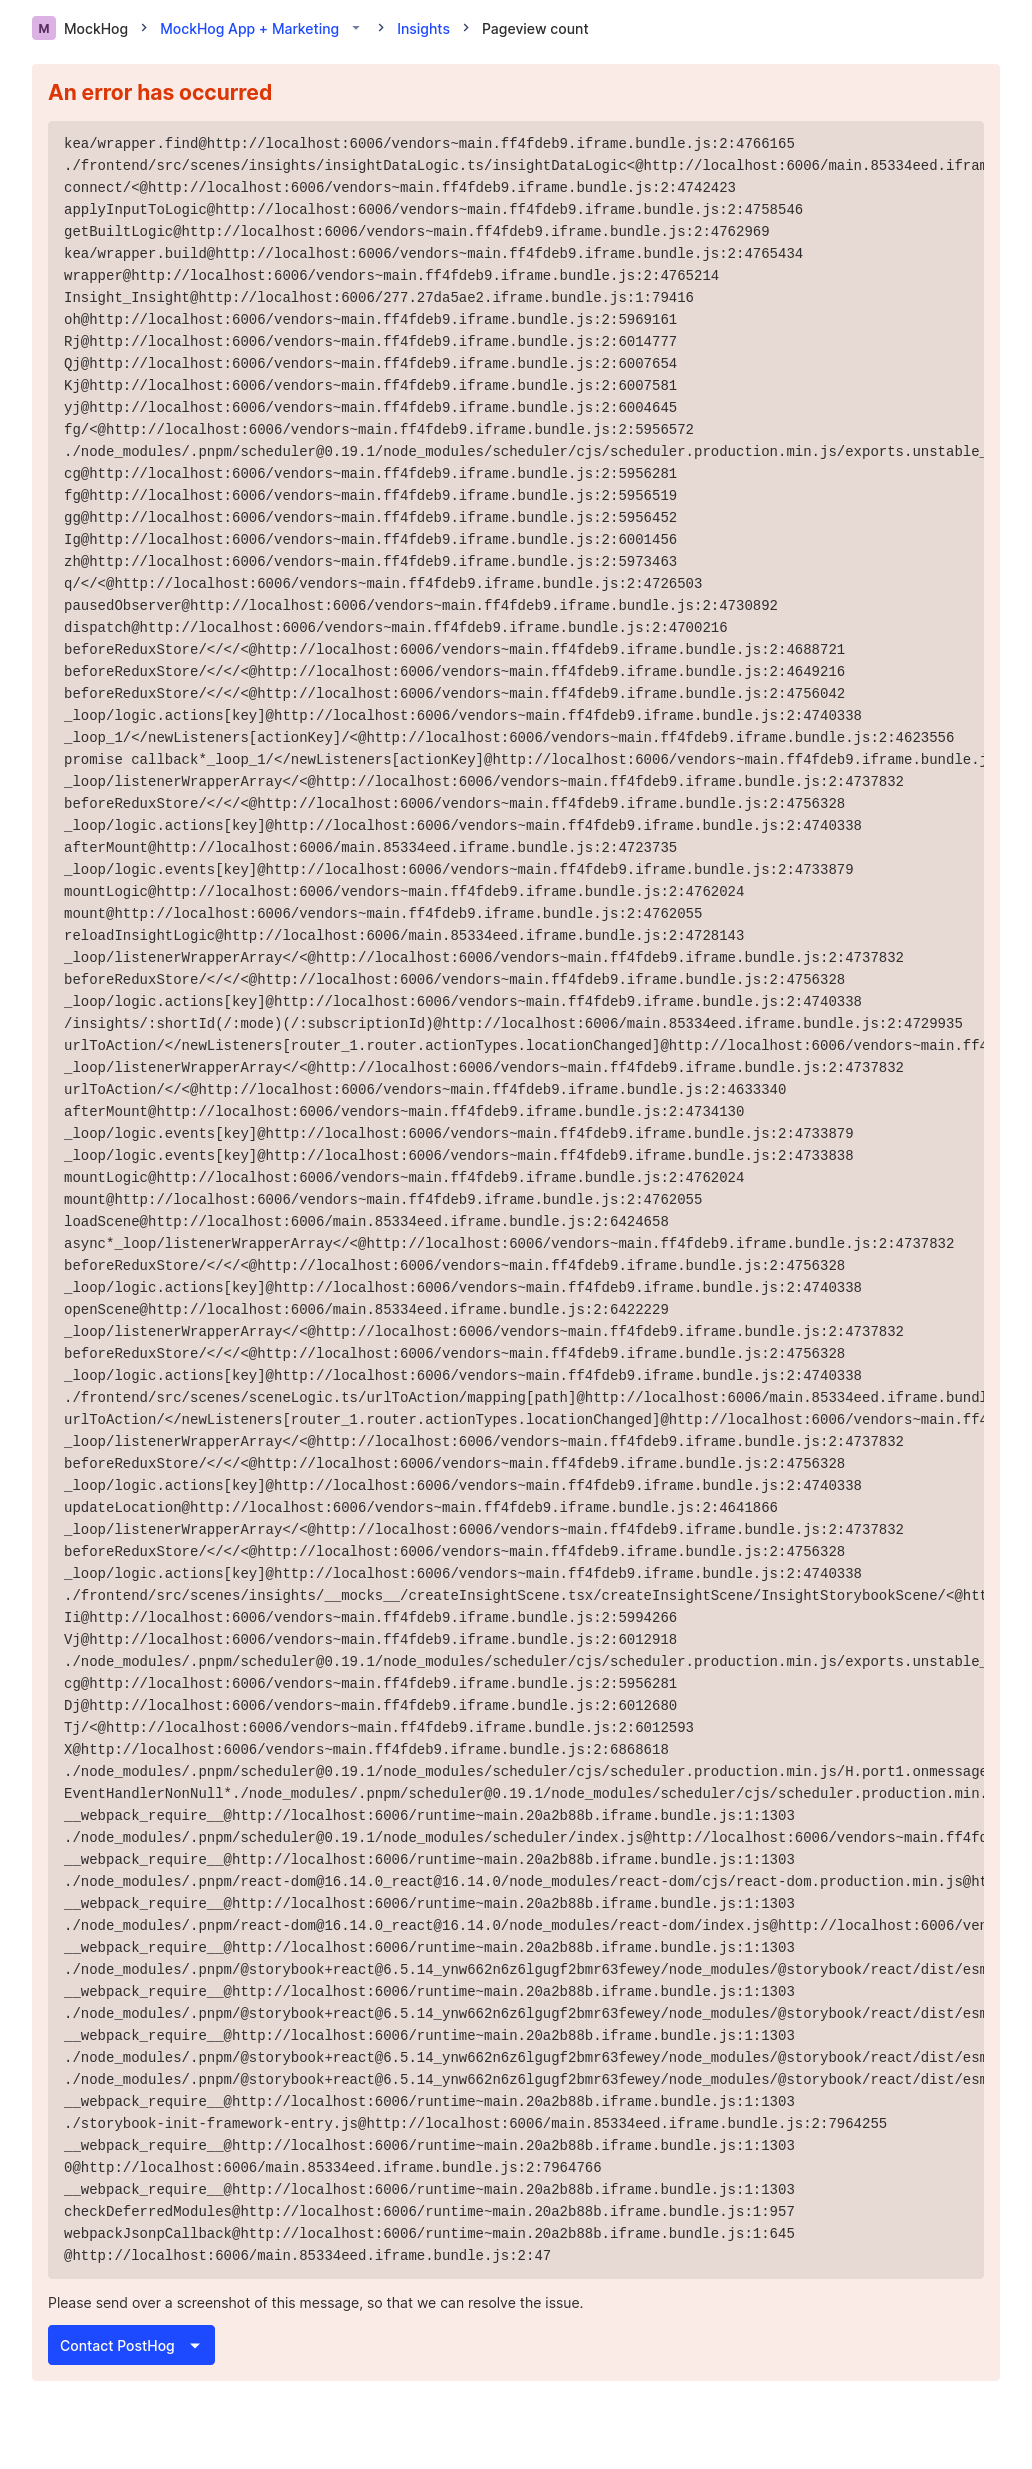 M MockHog > MockHog App + Marketing > Insights > Pageview count
An error has occurred
kea/wrapper.find@http://localhost:6006/vendors~main.ff4fdeb9.iframe.bundle.js:2:4766165
./frontend/src/scenes/insights/insightDataLogic.ts/insightDataLogic<@http://localhost:6006/main.85334eed.ifram
connect/<@http://localhost:6006/vendors~main.ff4fdeb9.iframe.bundle.js:2:4742423
applyInputToLogic@http://localhost:6006/vendors~main.ff4fdeb9.iframe.bundle.js:2:4758546
getBuiltLogic@http://localhost:6006/vendors~main.ff4fdeb9.iframe.bundle.js:2:4762969
kea/wrapper.build@http://localhost:6006/vendors~main.ff4fdeb9.iframe.bundle.js:2:4765434
wrapper@http://localhost:6006/vendors~main.ff4fdeb9.iframe.bundle.js:2:4765214
Insight_Insight@http://localhost:6006/277.27da5ae2.iframe.bundle.js:1:79416
oh@http://localhost:6006/vendors~main.ff4fdeb9.iframe.bundle.js:2:5969161
Rj@http://localhost:6006/vendors~main.ff4fdeb9.iframe.bundle.js:2:6014777
Qj@http://localhost:6006/vendors~main.ff4fdeb9.iframe.bundle.js:2:6007654
Kj@http://localhost:6006/vendors~main.ff4fdeb9.iframe.bundle.js:2:6007581
yj@http://localhost:6006/vendors~main.ff4fdeb9.iframe.bundle.js:2:6004645
fg/<@http://localhost:6006/vendors~main.ff4fdeb9.iframe.bundle.js:2:5956572
./node_modules/.pnpm/scheduler@0.19.1/node_modules/scheduler/cjs/scheduler.production.min.js/exports.unstable_
cg@http://localhost:6006/vendors~main.ff4fdeb9.iframe.bundle.js:2:5956281
fg@http://localhost:6006/vendors~main.ff4fdeb9.iframe.bundle.js:2:5956519
gg@http://localhost:6006/vendors~main.ff4fdeb9.iframe.bundle.js:2:5956452
Ig@http://localhost:6006/vendors~main.ff4fdeb9.iframe.bundle.js:2:6001456
zh@http://localhost:6006/vendors~main.ff4fdeb9.iframe.bundle.js:2:5973463
q/</<@http://localhost:6006/vendors~main.ff4fdeb9.iframe.bundle.js:2:4726503
pausedObserver@http://localhost:6006/vendors~main.ff4fdeb9.iframe.bundle.js:2:4730892
dispatch@http://localhost:6006/vendors~main.ff4fdeb9.iframe.bundle.js:2:4700216
beforeReduxStore/</</<@http://localhost:6006/vendors~main.ff4fdeb9.iframe.bundle.js:2:4688721
beforeReduxStore/</</<@http://localhost:6006/vendors~main.ff4fdeb9.iframe.bundle.js:2:4649216
beforeReduxStore/</</<@http://localhost:6006/vendors~main.ff4fdeb9.iframe.bundle.js:2:4756042
_loop/logic.actions[key]@http://localhost:6006/vendors~main.ff4fdeb9.iframe.bundle.js:2:4740338
_loop_1/</newListeners[actionKey]/<@http://localhost:6006/vendors~main.ff4fdeb9.iframe.bundle.js:2:4623556
promise callback*_loop_1/</newListeners[actionKey]@http://localhost:6006/vendors~main.ff4fdeb9.iframe.bundle.j
_loop/listenerWrapperArray</<@http://localhost:6006/vendors~main.ff4fdeb9.iframe.bundle.js:2:4737832
beforeReduxStore/</</<@http://localhost:6006/vendors~main.ff4fdeb9.iframe.bundle.js:2:4756328
_loop/logic.actions[key]@http://localhost:6006/vendors~main.ff4fdeb9.iframe.bundle.js:2:4740338
afterMount@http://localhost:6006/main.85334eed.iframe.bundle.js:2:4723735
_loop/logic.events[key]@http://localhost:6006/vendors~main.ff4fdeb9.iframe.bundle.js:2:4733879
mountLogic@http://localhost:6006/vendors~main.ff4fdeb9.iframe.bundle.js:2:4762024
mount@http://localhost:6006/vendors~main.ff4fdeb9.iframe.bundle.js:2:4762055
reloadInsightLogic@http://localhost:6006/main.85334eed.iframe.bundle.js:2:4728143
_loop/listenerWrapperArray</<@http://localhost:6006/vendors~main.ff4fdeb9.iframe.bundle.js:2:4737832
beforeReduxStore/</</<@http://localhost:6006/vendors~main.ff4fdeb9.iframe.bundle.js:2:4756328
_loop/logic.actions[key]@http://localhost:6006/vendors~main.ff4fdeb9.iframe.bundle.js:2:4740338
/insights/:shortId(/:mode)(/:subscriptionId)@http://localhost:6006/main.85334eed.iframe.bundle.js:2:4729935
urlToAction/</newListeners[router_1.router.actionTypes.locationChanged]@http://localhost:6006/vendors~main.ff4
_loop/listenerWrapperArray</<@http://localhost:6006/vendors~main.ff4fdeb9.iframe.bundle.js:2:4737832
urlToAction/</<@http://localhost:6006/vendors~main.ff4fdeb9.iframe.bundle.js:2:4633340
afterMount@http://localhost:6006/vendors~main.ff4fdeb9.iframe.bundle.js:2:4734130
_loop/logic.events[key]@http://localhost:6006/vendors~main.ff4fdeb9.iframe.bundle.js:2:4733879
_loop/logic.events[key]@http://localhost:6006/vendors~main.ff4fdeb9.iframe.bundle.js:2:4733838
mountLogic@http://localhost:6006/vendors~main.ff4fdeb9.iframe.bundle.js:2:4762024
mount@http://localhost:6006/vendors~main.ff4fdeb9.iframe.bundle.js:2:4762055
loadScene@http://localhost:6006/main.85334eed.iframe.bundle.js:2:6424658
async*_loop/listenerWrapperArray</<@http://localhost:6006/vendors~main.ff4fdeb9.iframe.bundle.js:2:4737832
beforeReduxStore/</</<@http://localhost:6006/vendors~main.ff4fdeb9.iframe.bundle.js:2:4756328
_loop/logic.actions[key]@http://localhost:6006/vendors~main.ff4fdeb9.iframe.bundle.js:2:4740338
openScene@http://localhost:6006/main.85334eed.iframe.bundle.js:2:6422229
_loop/listenerWrapperArray</<@http://localhost:6006/vendors~main.ff4fdeb9.iframe.bundle.js:2:4737832
beforeReduxStore/</</<@http://localhost:6006/vendors~main.ff4fdeb9.iframe.bundle.js:2:4756328
_loop/logic.actions[key]@http://localhost:6006/vendors~main.ff4fdeb9.iframe.bundle.js:2:4740338
./frontend/src/scenes/sceneLogic.ts/urlToAction/mapping[path]@http://localhost:6006/main.85334eed.iframe.bundl
urlToAction/</newListeners[router_1.router.actionTypes.locationChanged]@http://localhost:6006/vendors~main.ff4
_loop/listenerWrapperArray</<@http://localhost:6006/vendors~main.ff4fdeb9.iframe.bundle.js:2:4737832
beforeReduxStore/</</<@http://localhost:6006/vendors~main.ff4fdeb9.iframe.bundle.js:2:4756328
_loop/logic.actions[key]@http://localhost:6006/vendors~main.ff4fdeb9.iframe.bundle.js:2:4740338
updateLocation@http://localhost:6006/vendors~main.ff4fdeb9.iframe.bundle.js:2:4641866
_loop/listenerWrapperArray</<@http://localhost:6006/vendors~main.ff4fdeb9.iframe.bundle.js:2:4737832
beforeReduxStore/</</<@http://localhost:6006/vendors~main.ff4fdeb9.iframe.bundle.js:2:4756328
_loop/logic.actions[key]@http://localhost:6006/vendors~main.ff4fdeb9.iframe.bundle.js:2:4740338
./frontend/src/scenes/insights/__mocks__/createInsightScene.tsx/createInsightScene/InsightStorybookScene/<@htt
Ii@http://localhost:6006/vendors~main.ff4fdeb9.iframe.bundle.js:2:5994266
Vj@http://localhost:6006/vendors~main.ff4fdeb9.iframe.bundle.js:2:6012918
./node_modules/.pnpm/scheduler@0.19.1/node_modules/scheduler/cjs/scheduler.production.min.js/exports.unstable_
cg@http://localhost:6006/vendors~main.ff4fdeb9.iframe.bundle.js:2:5956281
Dj@http://localhost:6006/vendors~main.ff4fdeb9.iframe.bundle.js:2:6012680
Tj/<@http://localhost:6006/vendors~main.ff4fdeb9.iframe.bundle.js:2:6012593
X@http://localhost:6006/vendors~main.ff4fdeb9.iframe.bundle.js:2:6868618
./node_modules/.pnpm/scheduler@0.19.1/node_modules/scheduler/cjs/scheduler.production.min.js/H.port1.onmessage
EventHandlerNonNull*./node_modules/.pnpm/scheduler@0.19.1/node_modules/scheduler/cjs/scheduler.production.min.
__webpack_require__@http://localhost:6006/runtime~main.20a2b88b.iframe.bundle.js:1:1303
./node_modules/.pnpm/scheduler@0.19.1/node_modules/scheduler/index.js@http://localhost:6006/vendors~main.ff4fd
__webpack_require__@http://localhost:6006/runtime~main.20a2b88b.iframe.bundle.js:1:1303
./node_modules/.pnpm/react-dom@16.14.0_react@16.14.0/node_modules/react-dom/cjs/react-dom.production.min.js@ht
__webpack_require__@http://localhost:6006/runtime~main.20a2b88b.iframe.bundle.js:1:1303
./node_modules/.pnpm/react-dom@16.14.0_react@16.14.0/node_modules/react-dom/index.js@http://localhost:6006/ven
__webpack_require__@http://localhost:6006/runtime~main.20a2b88b.iframe.bundle.js:1:1303
./node_modules/.pnpm/@storybook+react@6.5.14_ynw662n6z6lgugf2bmr63fewey/node_modules/@storybook/react/dist/esm
__webpack_require__@http://localhost:6006/runtime~main.20a2b88b.iframe.bundle.js:1:1303
./node_modules/.pnpm/@storybook+react@6.5.14_ynw662n6z6lgugf2bmr63fewey/node_modules/@storybook/react/dist/esm
__webpack_require__@http://localhost:6006/runtime~main.20a2b88b.iframe.bundle.js:1:1303
./node_modules/.pnpm/@storybook+react@6.5.14_ynw662n6z6lgugf2bmr63fewey/node_modules/@storybook/react/dist/esm
./node_modules/.pnpm/@storybook+react@6.5.14_ynw662n6z6lgugf2bmr63fewey/node_modules/@storybook/react/dist/esm
__webpack_require__@http://localhost:6006/runtime~main.20a2b88b.iframe.bundle.js:1:1303
./storybook-init-framework-entry.js@http://localhost:6006/main.85334eed.iframe.bundle.js:2:7964255
__webpack_require__@http://localhost:6006/runtime~main.20a2b88b.iframe.bundle.js:1:1303
0@http://localhost:6006/main.85334eed.iframe.bundle.js:2:7964766
__webpack_require__@http://localhost:6006/runtime~main.20a2b88b.iframe.bundle.js:1:1303
checkDeferredModules@http://localhost:6006/runtime~main.20a2b88b.iframe.bundle.js:1:957
webpackJsonpCallback@http://localhost:6006/runtime~main.20a2b88b.iframe.bundle.js:1:645
@http://localhost:6006/main.85334eed.iframe.bundle.js:2:47
Please send over a screenshot of this message, so that we can resolve the issue.
Contact PostHog